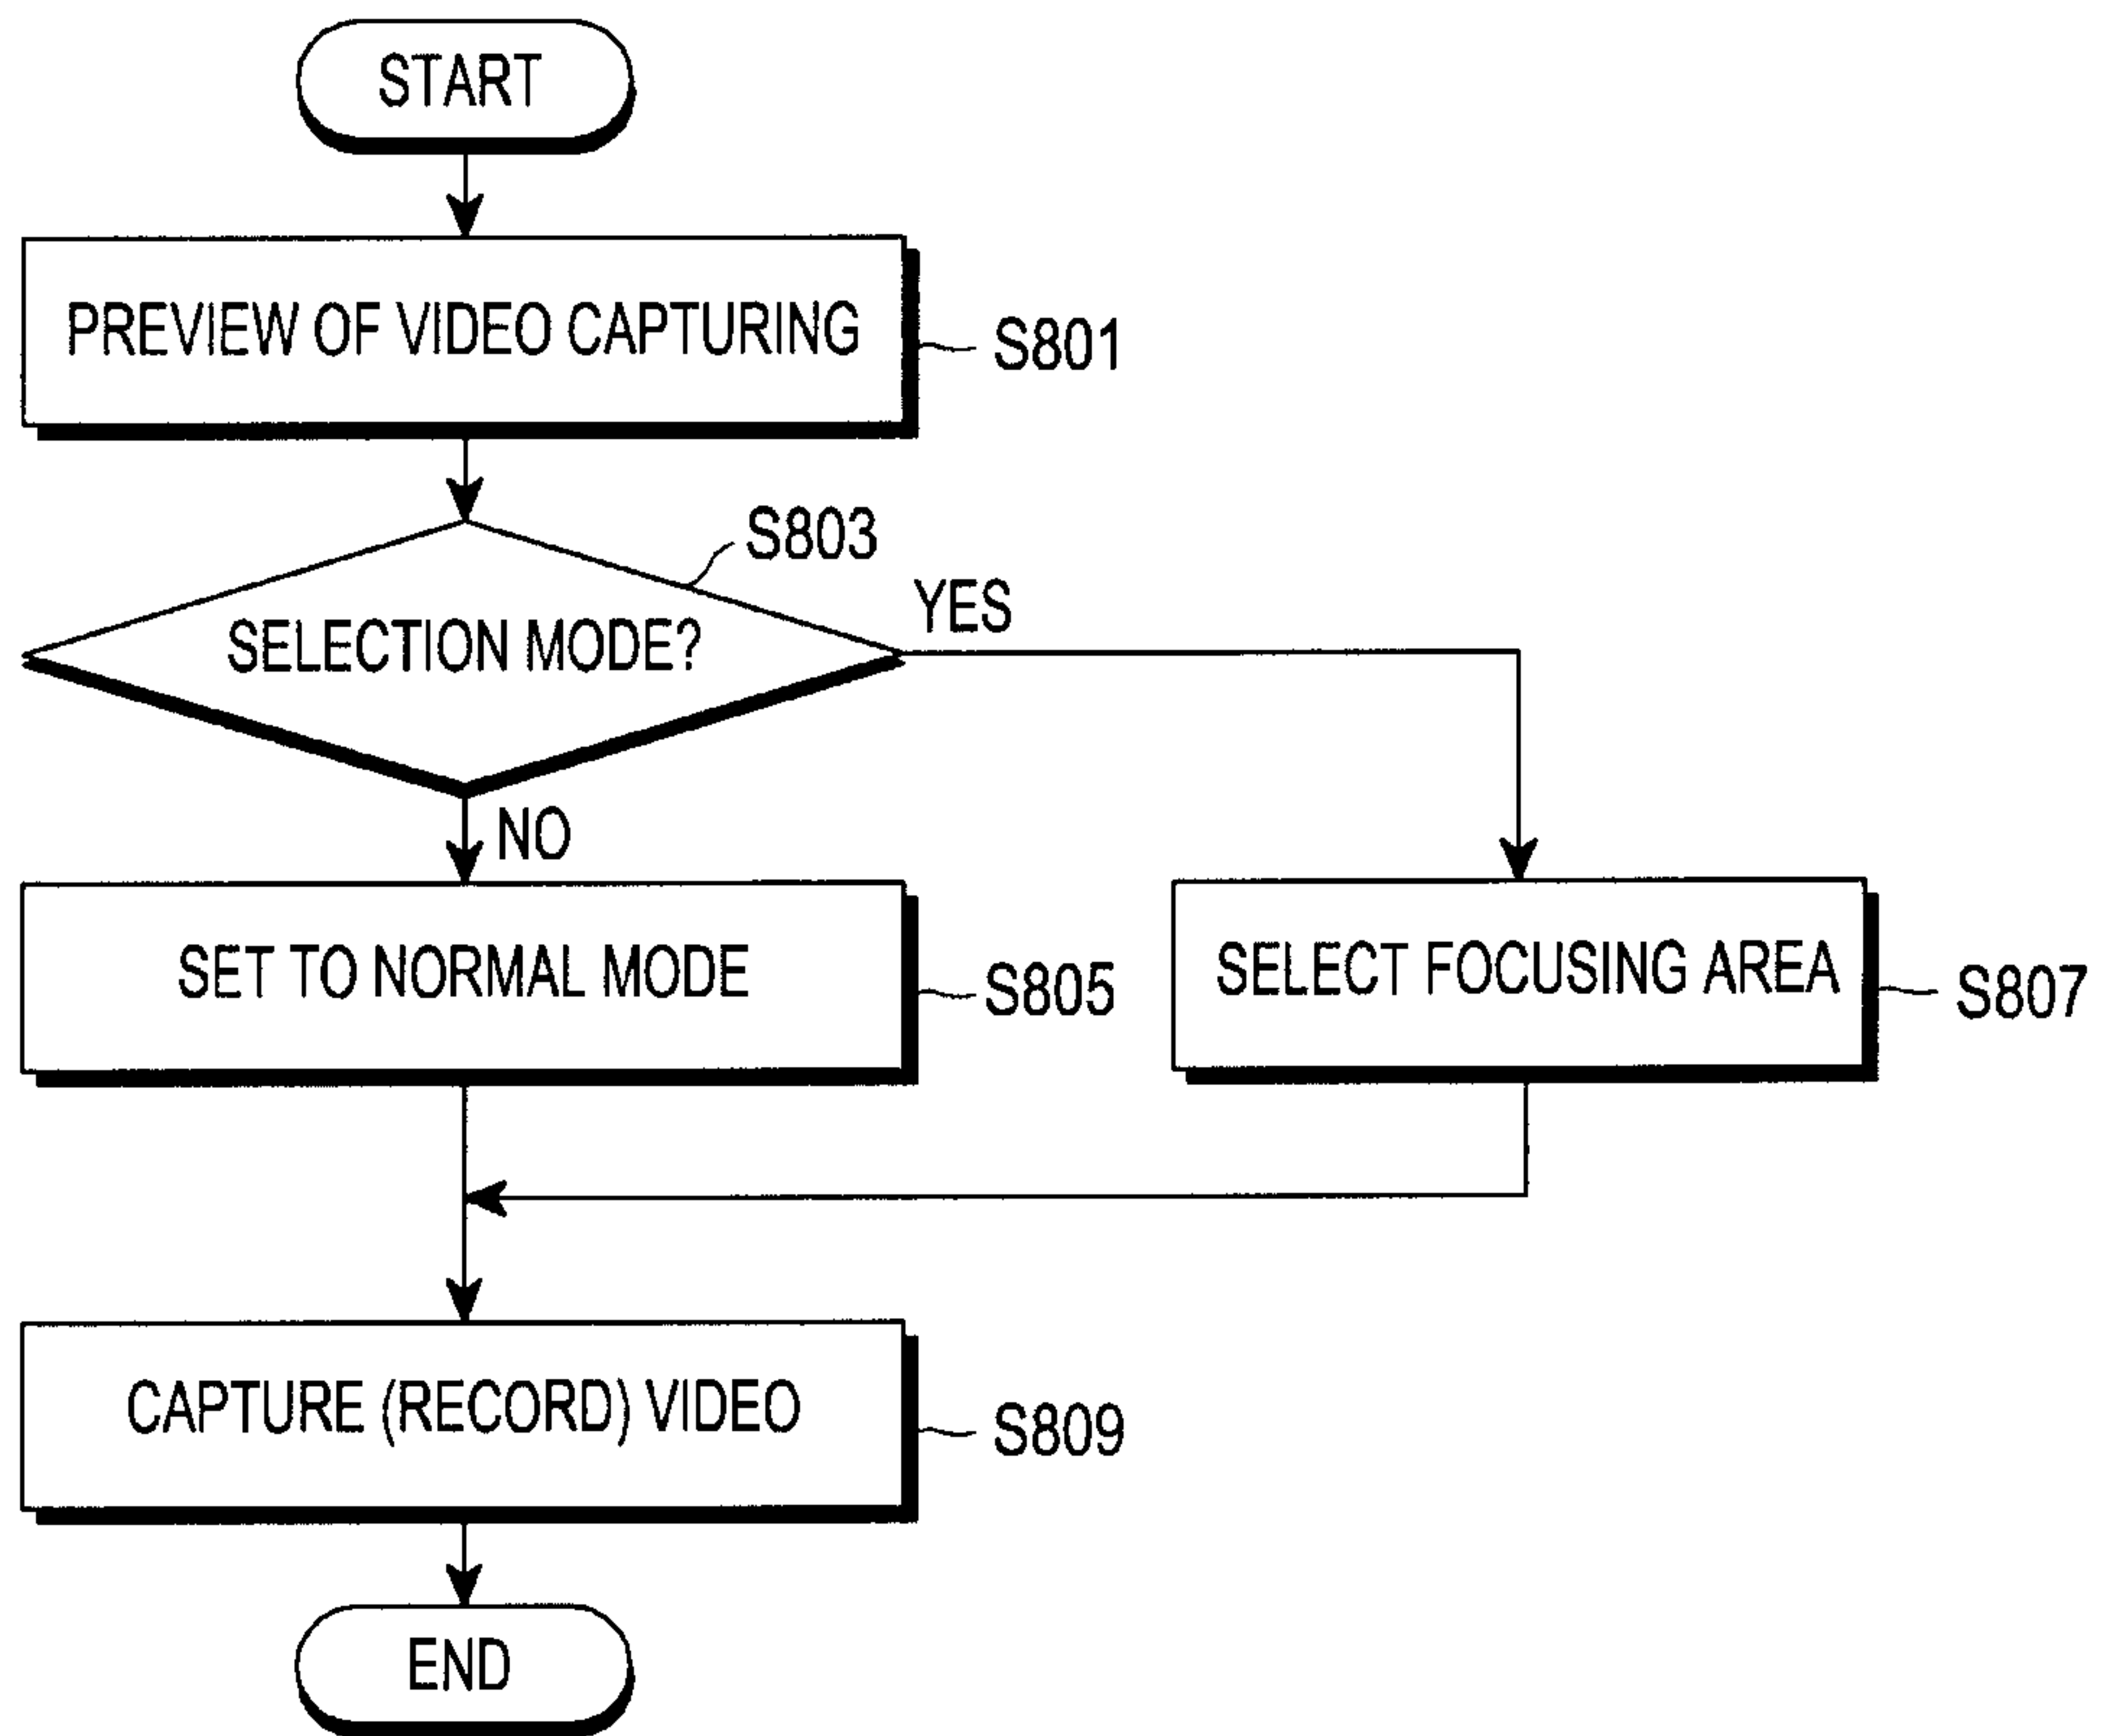 START
PREVIEW OF VIDEO CAPTURING
S801
S803
SELECTION MODE?
YES
NO
SET TO NORMAL MODE
S805
SELECT FOCUSING AREA
S807
CAPTURE (RECORD) VIDEO
S809
END